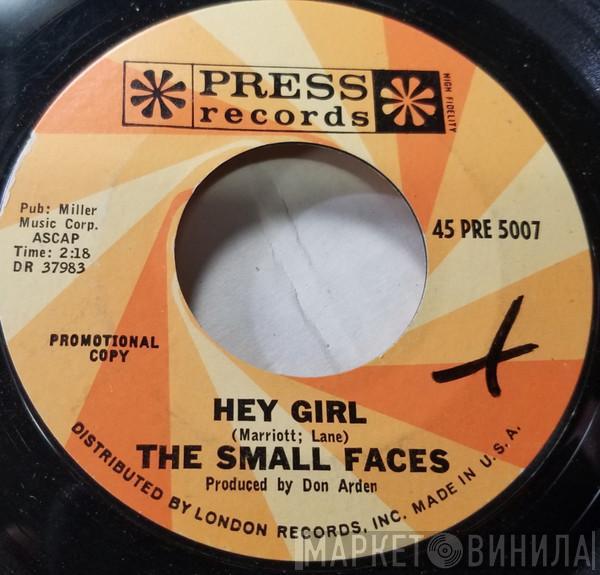 PRESS
records
HIGH FIDELITY
Pub: Miller
Music Corp.
ASCAP
Time: 2:18
DR 37983
45 PRE 5007
PROMOTIONAL
COPY
HEY GIRL
(Marriott; Lane)
THE SMALL FACES
Produced by Don Arden
DISTRIBUTED BY LONDON RECORDS, INC. MADE IN U.S.A.
МАРКЕТ ВИНИЛА